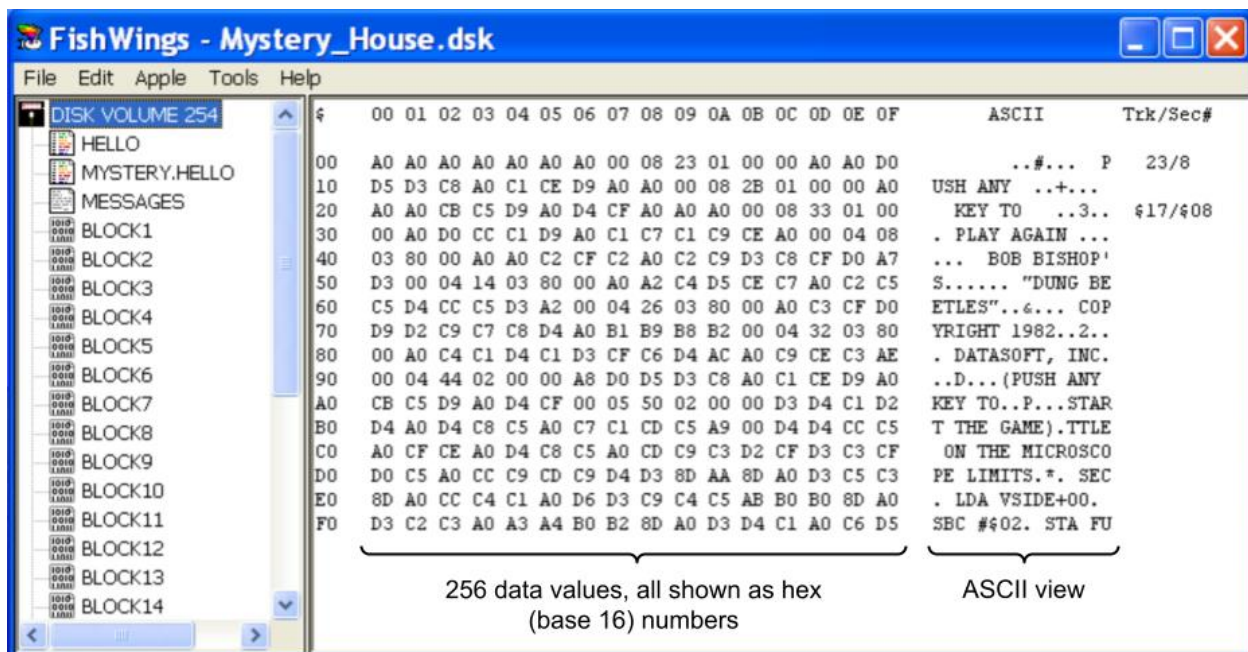 FishWings - Mystery_House.dsk
File Edit Apple Tools Help
DISK VOLUME 254
HELLO
MYSTERY.HELLO
MESSAGES
BLOCK1
BLOCK2
BLOCK3
BLOCK4
BLOCK5
BLOCK6
BLOCK7
BLOCK8
BLOCK9
BLOCK10
BLOCK11
BLOCK12
BLOCK13
BLOCK14
$ 00 01 02 03 04 05 06 07 08 09 0A 0B 0C 0D 0E 0F ASCII Trk/Sec#
00 A0 A0 A0 A0 A0 A0 A0 00 08 23 01 00 00 A0 A0 D0 ..#... P 23/8
10 D5 D3 C8 A0 C1 CE D9 A0 A0 00 08 2B 01 00 00 A0 USH ANY ..+...
20 A0 A0 CB C5 D9 A0 D4 CF A0 A0 A0 00 08 33 01 00 KEY TO ..3.. $17/$08
30 00 A0 D0 CC C1 D9 A0 C1 C7 C1 C9 CE A0 00 04 08 . PLAY AGAIN ...
40 03 80 00 A0 A0 C2 CF C2 A0 C2 C9 D3 C8 CF D0 A7 ... BOB BISHOP'
50 D3 00 04 14 03 80 00 A0 A2 C4 D5 CE C7 A0 C2 C5 S...... "DUNG BE
60 C5 D4 CC C5 D3 A2 00 04 26 03 80 00 A0 C3 CF D0 ETLES"..&... COP
70 D9 D2 C9 C7 C8 D4 A0 B1 B9 B8 B2 00 04 32 03 80 YRIGHT 1982..2..
80 00 A0 C4 C1 D4 C1 D3 CF C6 D4 AC A0 C9 CE C3 AE . DATASOFT, INC.
90 00 04 44 02 00 00 A8 D0 D5 D3 C8 A0 C1 CE D9 A0 ..D...(PUSH ANY
A0 CB C5 D9 A0 D4 CF 00 05 50 02 00 00 D3 D4 C1 D2 KEY TO..P...STAR
B0 D4 A0 D4 C8 C5 A0 C7 C1 CD C5 A9 00 D4 D4 CC C5 T THE GAME).TTLE
C0 A0 CF CE A0 D4 C8 C5 A0 CD C9 C3 D2 CF D3 C3 CF ON THE MICROSCO
D0 D0 C5 A0 CC C9 CD C9 D4 D3 8D AA 8D A0 D3 C5 C3 PE LIMITS.*. SEC
E0 8D A0 CC C4 C1 A0 D6 D3 C9 C4 C5 AB B0 B0 8D A0 . LDA VSIDE+00.
F0 D3 C2 C3 A0 A3 A4 B0 B2 8D A0 D3 D4 C1 A0 C6 D5 SBC #$02. STA FU
256 data values, all shown as hex
(base 16) numbers
ASCII view